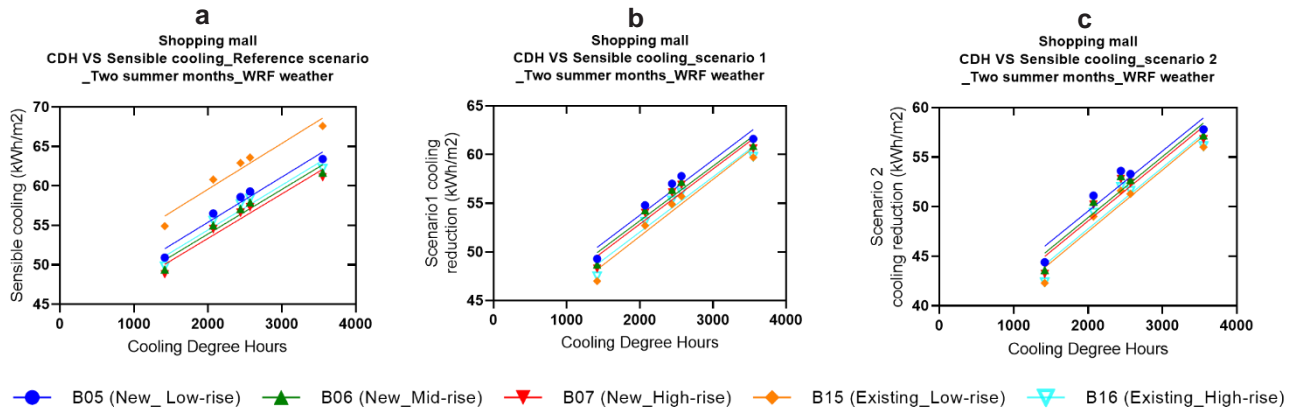 a
Shopping mall
CDH VS Sensible cooling_Reference scenario
_Two summer months_WRF weather
Sensible cooling (kWh/m2)
70
65
60
55
50
45
0
1000
2000
3000
4000
Cooling Degree Hours
b
Shopping mall
CDH VS Sensible cooling_scenario 1
_Two summer months_WRF weather
Scenario1 cooling
reduction (kWh/m2)
65
60
55
50
45
0
1000
2000
3000
4000
Cooling Degree Hours
c
Shopping mall
CDH VS Sensible cooling_scenario 2
_Two summer months_WRF weather
Scenario 2
cooling reduction (kWh/m2)
60
55
50
45
40
0
1000
2000
3000
4000
Cooling Degree Hours
B05 (New_ Low-rise)
B06 (New_Mid-rise)
B07 (New_High-rise)
B15 (Existing_Low-rise)
B16 (Existing_High-rise)